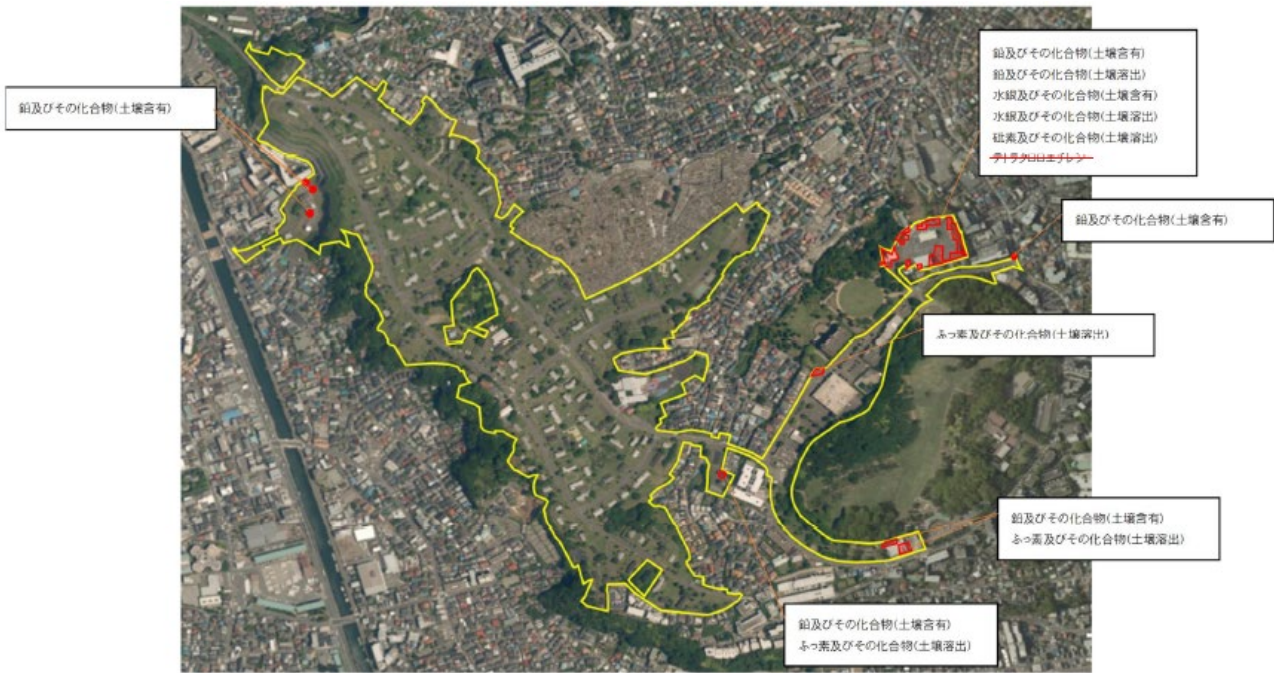 鉛及びその化合物(土壌含有)
鉛及びその化合物(土壌含有)
鉛及びその化合物(土壌溶出)
水銀及びその化合物(土壌含有)
水銀及びその化合物(土壌溶出)
砒素及びその化合物(土壌溶出)
テトラクロロエチレン
鉛及びその化合物(土壌含有)
ふっ素及びその化合物(土壌溶出)
鉛及びその化合物(土壌含有)
ふっ素及びその化合物(土壌溶出)
鉛及びその化合物(土壌含有)
ふっ素及びその化合物(土壌溶出)